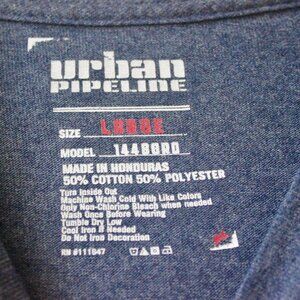 urban
PIPELINE
SIZE LARGE
MODEL 1448GRD
MADE IN HONDURAS
50% COTTON 50% POLYESTER
Turn Inside Out
Machine Wash Cold With Like Colors
Only Non-Chlorine Bleach when needed
Wash Once Before Wearing
Tumble Dry Low
Cool Iron if Needed
Do Not Iron Decoration
RN #111847